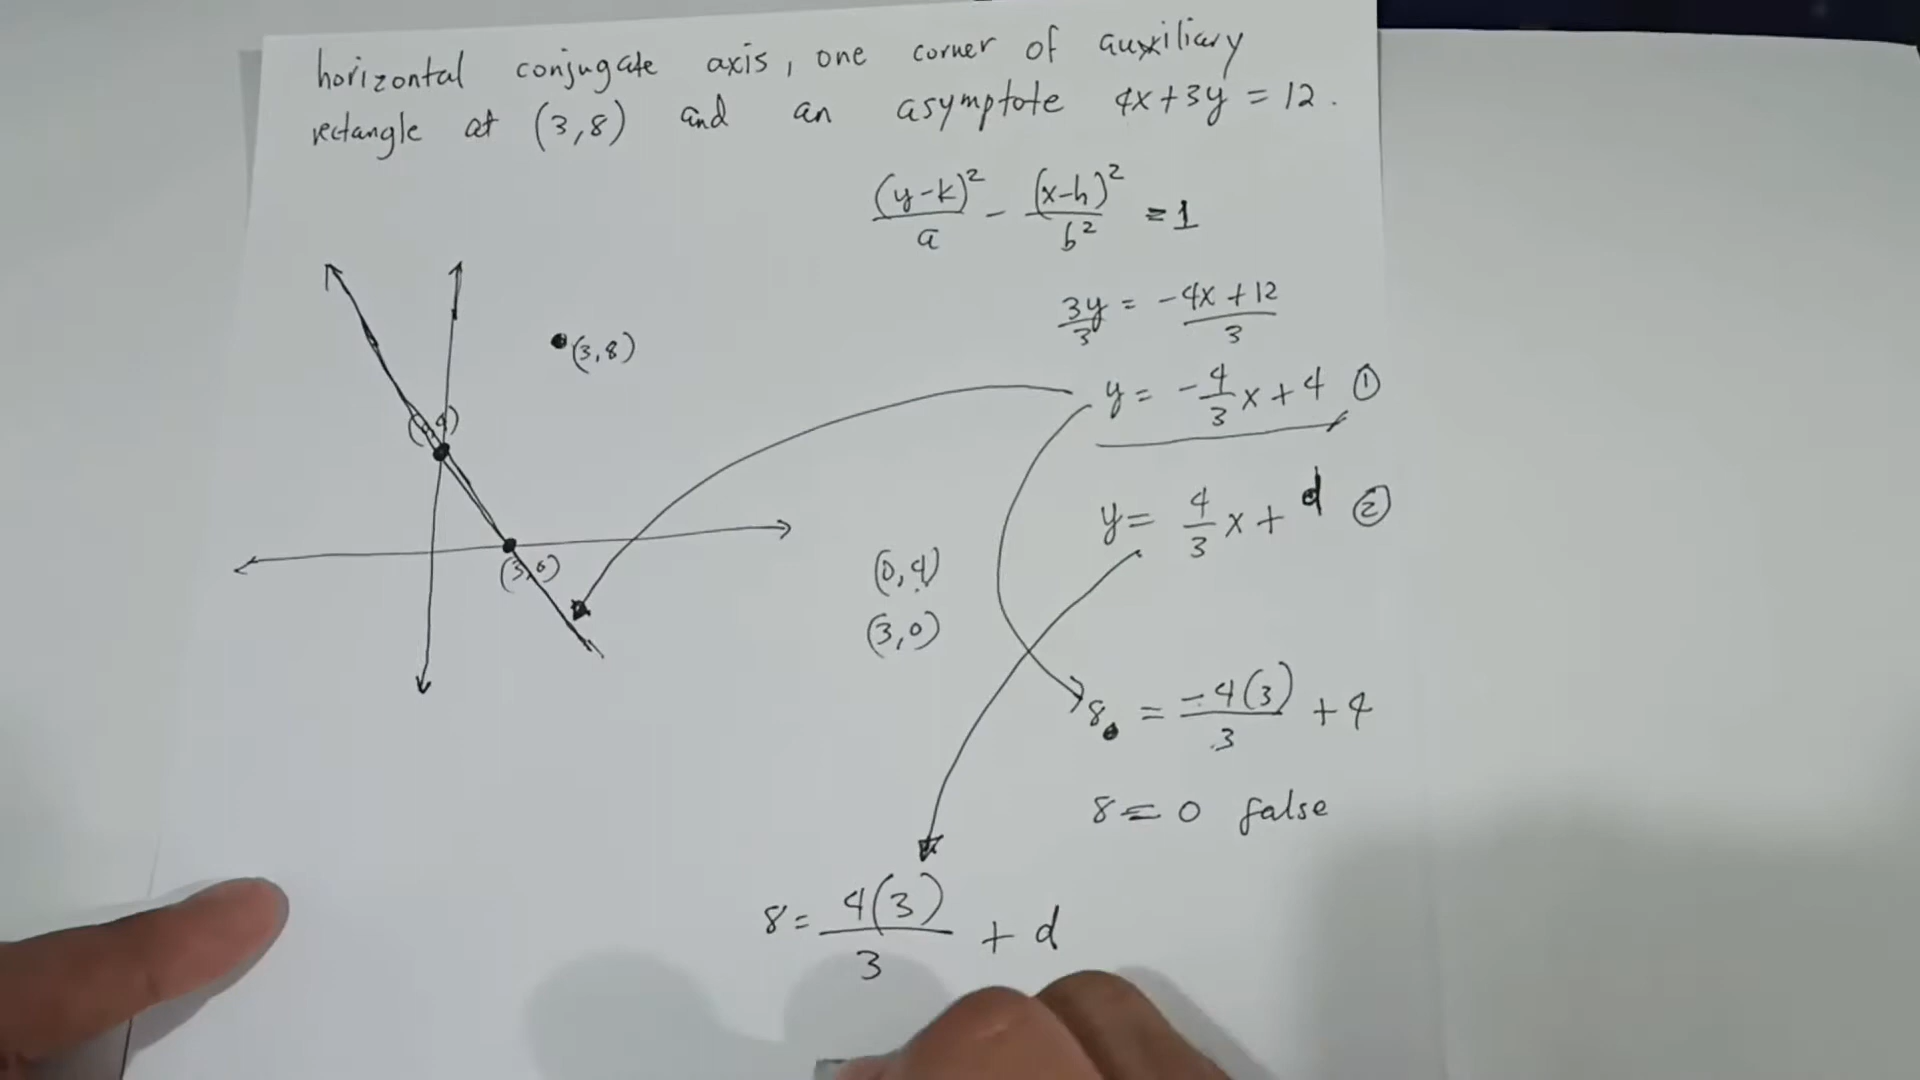 horizontal conjugate axis, one corner of auxiliary
rectangle at (3,8) and an asymptote 4x+3y = 12.
(y-k)²/a - (x-h)²/b² = 1
3y/3 = -4x+12/3
(3,8)
y = -4/3 x + 4 ①
(0,4)
y = 4/3 x + d ②
(0,4)
(3,0)
(3,0)
8 = -4(3)/3 + 4
8 = 0 false
8 = 4(3)/3 + d